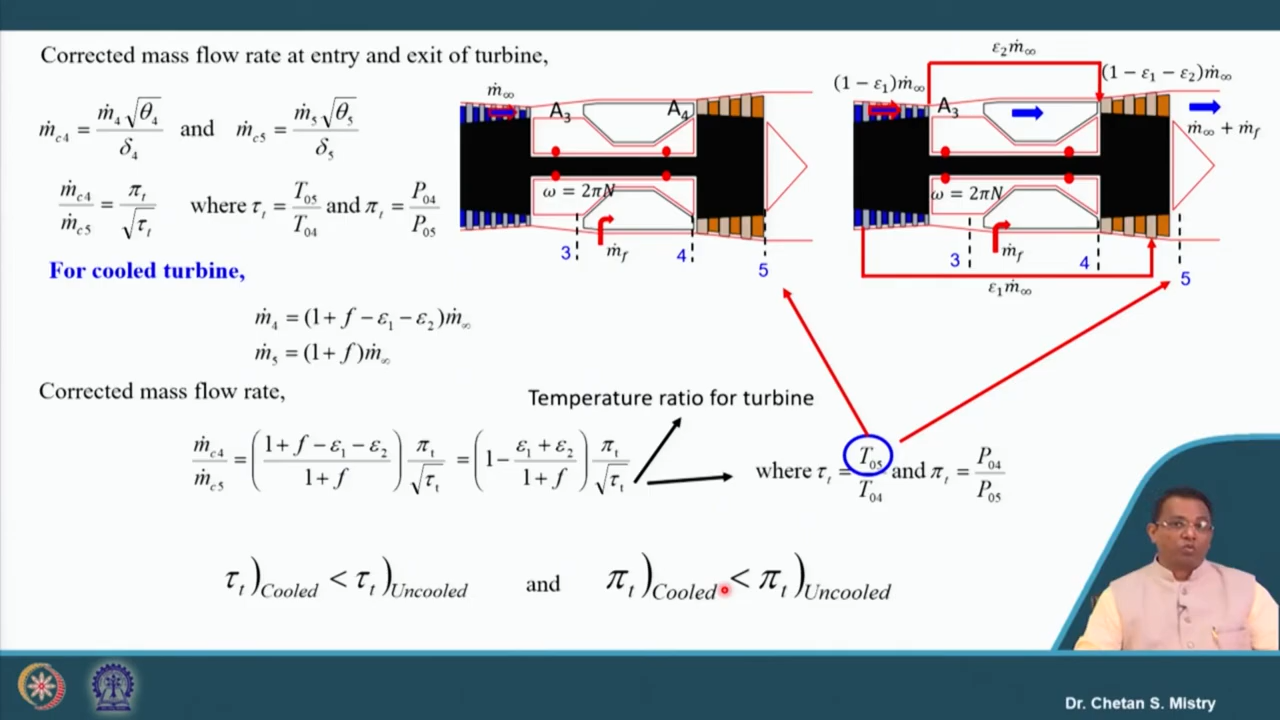 Corrected mass flow rate at entry and exit of turbine,
ṁc4 = ṁ4√θ4 / δ4 and ṁc5 = ṁ5√θ5 / δ5
ṁc4 / ṁc5 = πt / √τt where τt = T05 / T04 and πt = P04 / P05
For cooled turbine,
ṁ4 = (1 + f − ε1 − ε2)ṁ∞
ṁ5 = (1 + f)ṁ∞
Corrected mass flow rate,
ṁc4 / ṁc5 = ((1 + f − ε1 − ε2) / (1 + f)) πt / √τt = (1 − (ε1 + ε2) / (1 + f)) πt / √τt
Temperature ratio for turbine
where τt = T05 / T04 and πt = P04 / P05
τt)Cooled < τt)Uncooled and πt)Cooled < πt)Uncooled
ṁ∞
A3
A4
ω = 2πN
3
ṁf
4
5
ε2ṁ∞
(1 − ε1)ṁ∞
(1 − ε1 − ε2)ṁ∞
A3
ṁ∞ + ṁf
ω = 2πN
3
ṁf
4
5
ε1ṁ∞
Dr. Chetan S. Mistry